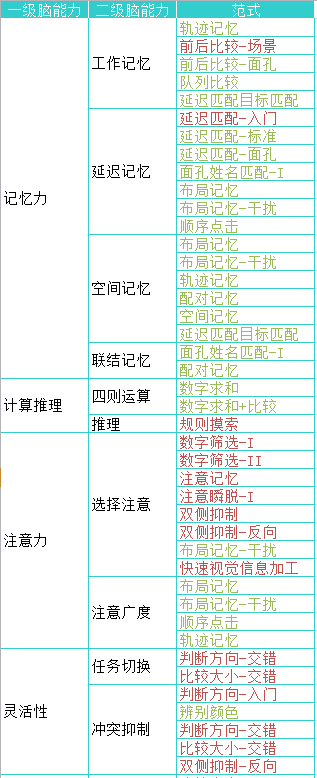 一级脑能力 二级脑能力 范式
记忆力 工作记忆 轨迹记忆
前后比较-场景
前后比较-面孔
队列比较
延迟匹配目标匹配
延迟记忆 延迟匹配-入门
延迟匹配-标准
延迟匹配-面孔
面孔姓名匹配-I
布局记忆
布局记忆-干扰
顺序点击
空间记忆 布局记忆
布局记忆-干扰
轨迹记忆
配对记忆
空间记忆
延迟匹配目标匹配
联结记忆 面孔姓名匹配-I
配对记忆
计算推理 四则运算 数字求和
数字求和+比较
推理 规则摸索
注意力 选择注意 数字筛选-I
数字筛选-II
注意记忆
注意瞬脱-I
双侧抑制
双侧抑制-反向
布局记忆-干扰
快速视觉信息加工
注意广度 布局记忆
布局记忆-干扰
顺序点击
轨迹记忆
灵活性 任务切换 判断方向-交错
比较大小-交错
冲突抑制 判断方向-入门
辨别颜色
判断方向-交错
比较大小-交错
双侧抑制-反向